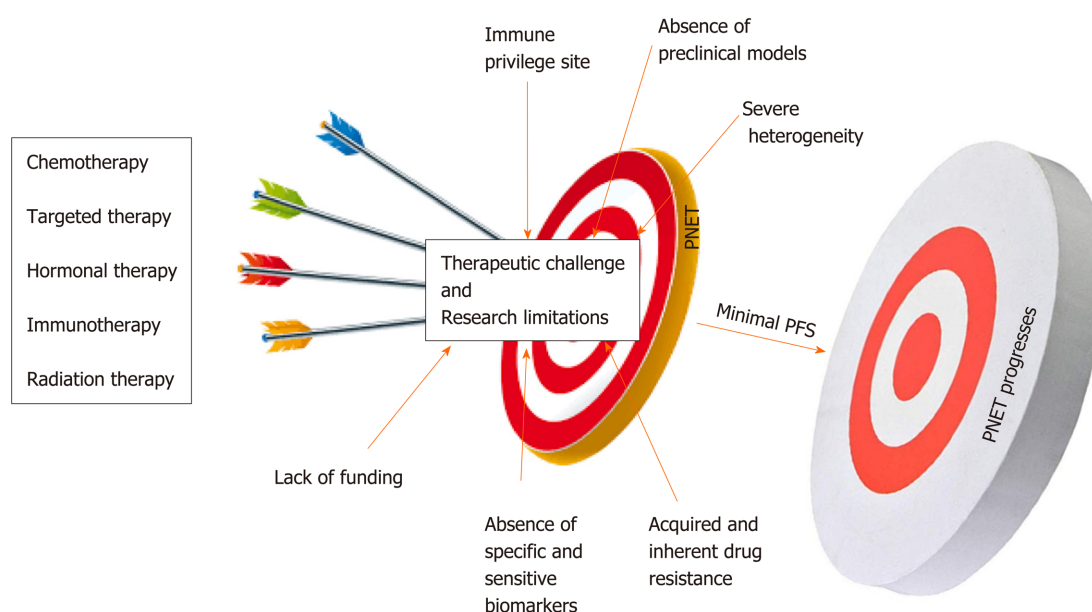 Chemotherapy
Targeted therapy
Hormonal therapy
Immunotherapy
Radiation therapy
Immune
privilege site
Absence of
preclinical models
Severe
heterogeneity
PNET
Therapeutic challenge
and
Research limitations
Minimal PFS
PNET progresses
Lack of funding
Absence of
specific and
sensitive
biomarkers
Acquired and
inherent drug
resistance